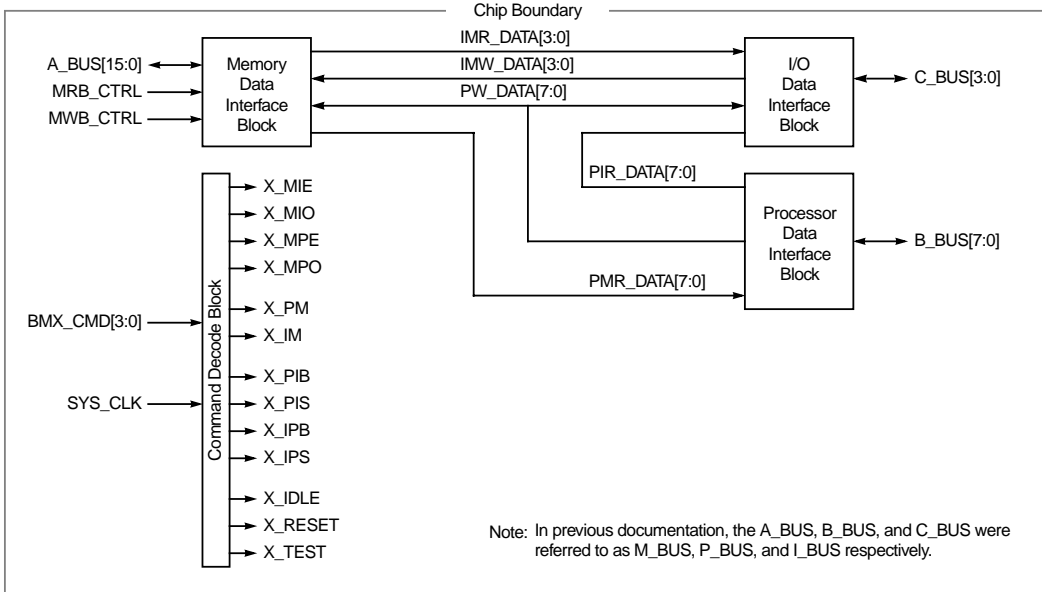 Chip Boundary
A_BUS[15:0]
MRB_CTRL
MWB_CTRL
Memory
Data
Interface
Block
IMR_DATA[3:0]
IMW_DATA[3:0]
PW_DATA[7:0]
I/O
Data
Interface
Block
C_BUS[3:0]
PIR_DATA[7:0]
Processor
Data
Interface
Block
B_BUS[7:0]
PMR_DATA[7:0]
BMX_CMD[3:0]
SYS_CLK
Command Decode Block
X_MIE
X_MIO
X_MPE
X_MPO
X_PM
X_IM
X_PIB
X_PIS
X_IPB
X_IPS
X_IDLE
X_RESET
X_TEST
Note: In previous documentation, the A_BUS, B_BUS, and C_BUS were
referred to as M_BUS, P_BUS, and I_BUS respectively.